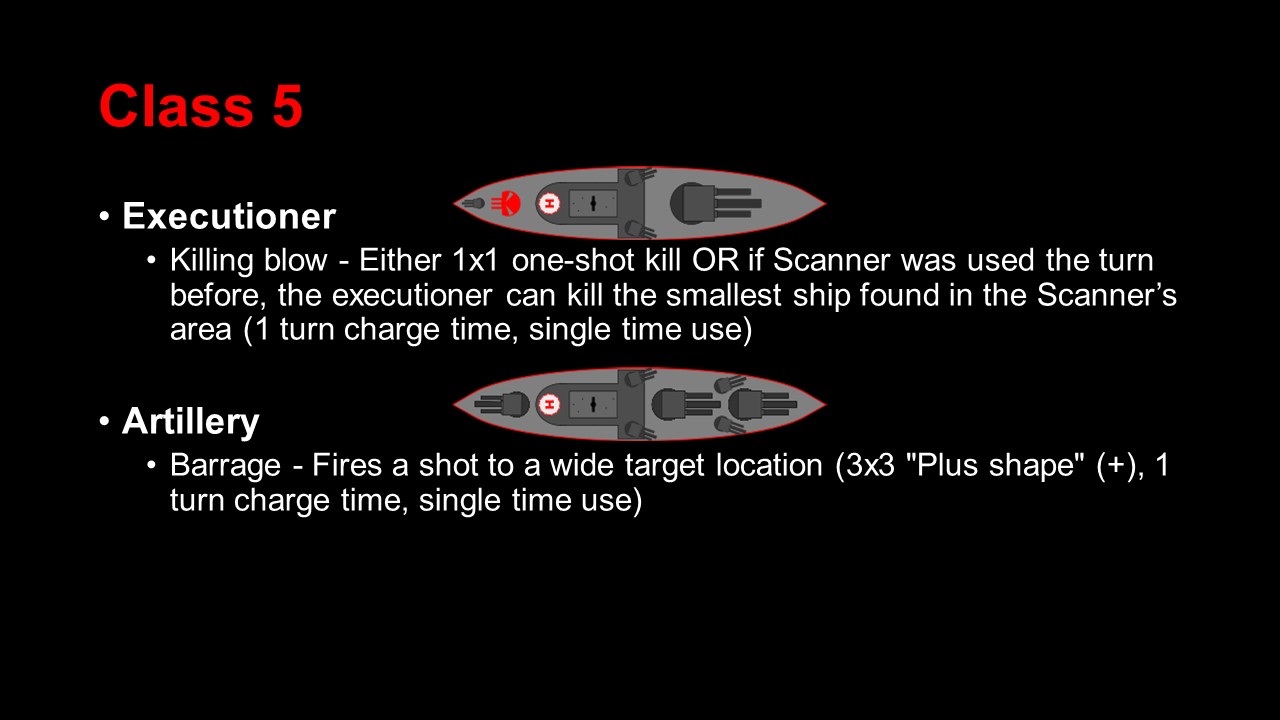 Class 5
• Executioner
H
• Killing blow - Either 1x1 one-shot kill OR if Scanner was used the turn
before, the executioner can kill the smallest ship found in the Scanner’s
area (1 turn charge time, single time use)
• Artillery
H
• Barrage - Fires a shot to a wide target location (3x3 "Plus shape" (+), 1
turn charge time, single time use)